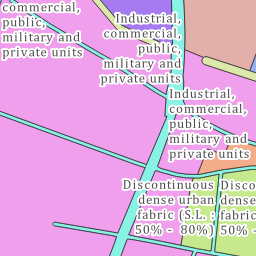 commercial,
public,
military and
private units
Industrial,
commercial,
public,
military and
private units
Industrial,
commercial,
public,
military and
private units
Discontinuous
dense urban
fabric (S.L. :
50% - 80%)
Disco
dense
fabric
50% -